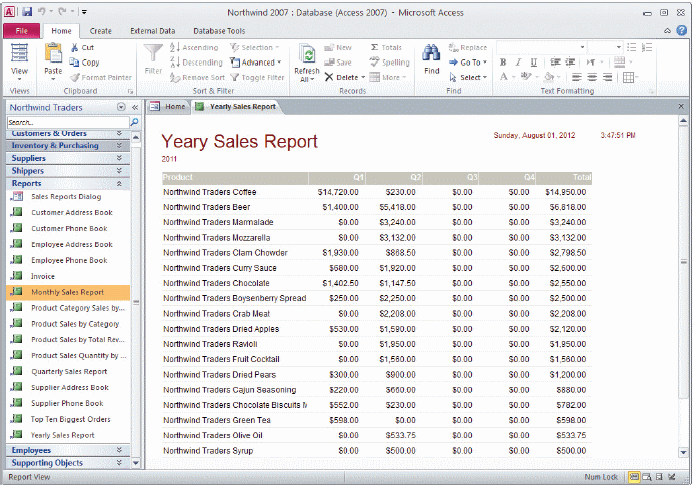 Northwind 2007 : Database (Access 2007) - Microsoft Access
File Home Create External Data Database Tools
View
Views
Paste
Cut
Copy
Format Painter
Clipboard
Filter
Ascending
Descending
Remove Sort
Selection
Advanced
Toggle Filter
Sort & Filter
Refresh
All
New
Save
Delete
Totals
Spelling
More
Records
Find
Replace
Go To
Select
Find
B I U
A
Text Formatting
Northwind Traders
Search...
Customers & Orders
Inventory & Purchasing
Suppliers
Shippers
Reports
Sales Reports Dialog
Customer Address Book
Customer Phone Book
Employee Address Book
Employee Phone Book
Invoice
Monthly Sales Report
Product Category Sales by...
Product Sales by Category
Product Sales by Total Rev...
Product Sales Quantity by ...
Quarterly Sales Report
Supplier Address Book
Supplier Phone Book
Top Ten Biggest Orders
Yearly Sales Report
Employees
Supporting Objects
Home Yearly Sales Report
Yeary Sales Report
Sunday, August 01, 2012 3:47:51 PM
2011
Product Q1 Q2 Q3 Q4 Total
Northwind Traders Coffee $14,720.00 $230.00 $0.00 $0.00 $14,950.00
Northwind Traders Beer $1,400.00 $5,418.00 $0.00 $0.00 $6,818.00
Northwind Traders Marmalade $0.00 $3,240.00 $0.00 $0.00 $3,240.00
Northwind Traders Mozzarella $0.00 $3,132.00 $0.00 $0.00 $3,132.00
Northwind Traders Clam Chowder $1,930.00 $868.50 $0.00 $0.00 $2,798.50
Northwind Traders Curry Sauce $680.00 $1,920.00 $0.00 $0.00 $2,600.00
Northwind Traders Chocolate $1,402.50 $1,147.50 $0.00 $0.00 $2,550.00
Northwind Traders Boysenberry Spread $250.00 $2,250.00 $0.00 $0.00 $2,500.00
Northwind Traders Crab Meat $0.00 $2,208.00 $0.00 $0.00 $2,208.00
Northwind Traders Dried Apples $530.00 $1,590.00 $0.00 $0.00 $2,120.00
Northwind Traders Ravioli $0.00 $1,950.00 $0.00 $0.00 $1,950.00
Northwind Traders Fruit Cocktail $0.00 $1,560.00 $0.00 $0.00 $1,560.00
Northwind Traders Dried Pears $300.00 $900.00 $0.00 $0.00 $1,200.00
Northwind Traders Cajun Seasoning $220.00 $660.00 $0.00 $0.00 $880.00
Northwind Traders Chocolate Biscuits M $552.00 $230.00 $0.00 $0.00 $782.00
Northwind Traders Green Tea $598.00 $0.00 $0.00 $0.00 $598.00
Northwind Traders Olive Oil $0.00 $533.75 $0.00 $0.00 $533.75
Northwind Traders Syrup $0.00 $500.00 $0.00 $0.00 $500.00
Report View
Num Lock